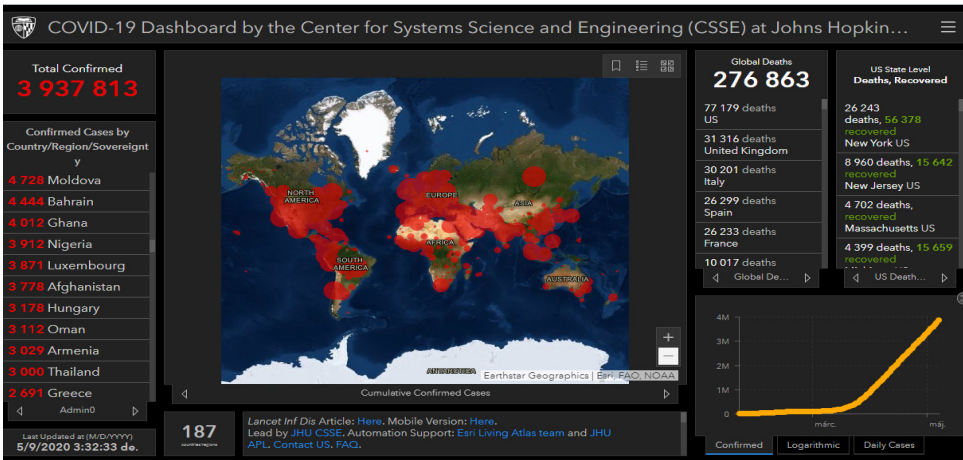 COVID-19 Dashboard by the Center for Systems Science and Engineering (CSSE) at Johns Hopkin...
Total Confirmed
3 937 813
Confirmed Cases by
Country/Region/Sovereignt
y
4 728 Moldova
4 444 Bahrain
4 012 Ghana
3 912 Nigeria
3 871 Luxembourg
3 778 Afghanistan
3 178 Hungary
3 112 Oman
3 029 Armenia
3 000 Thailand
2 691 Greece
Admin0
Last Updated at (M/D/YYYY)
5/9/2020 3:32:33 de.
NORTH
AMERICA
EUROPE
ASIA
AFRICA
SOUTH
AMERICA
AUSTRALIA
ANTARCTICA
Earthstar Geographics | Esri, FAO, NOAA
Cumulative Confirmed Cases
187
countries/regions
Lancet Inf Dis Article: Here. Mobile Version: Here.
Lead by JHU CSSE. Automation Support: Esri Living Atlas team and JHU
APL. Contact US. FAQ.
Global Deaths
276 863
77 179 deaths
US
31 316 deaths
United Kingdom
30 201 deaths
Italy
26 299 deaths
Spain
26 233 deaths
France
10 017 deaths
Global De...
US State Level
Deaths, Recovered
26 243
deaths, 56 378
recovered
New York US
8 960 deaths, 15 642
recovered
New Jersey US
4 702 deaths,
recovered
Massachusetts US
4 399 deaths, 15 659
recovered
US Death...
4M
3M
2M
1M
0
márc.
máj.
Confirmed
Logarithmic
Daily Cases